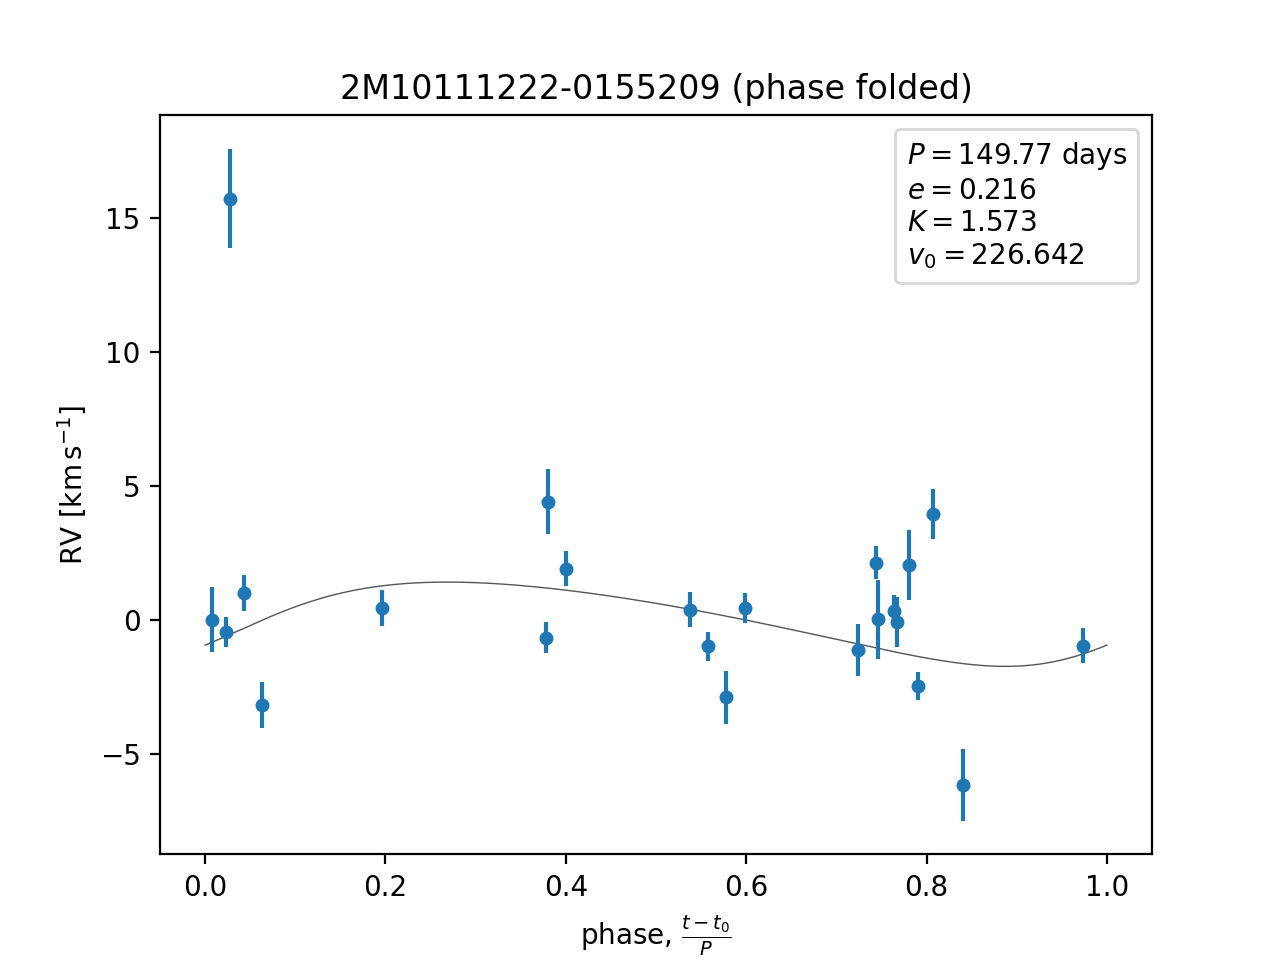 2M10111222-0155209 (phase folded)
P = 149.77 days
e = 0.216
K = 1.573
v₀ = 226.642
15
10
5
0
−5
RV [km s⁻¹]
0.0 0.2 0.4 0.6 0.8 1.0
phase, (t − t₀)/P